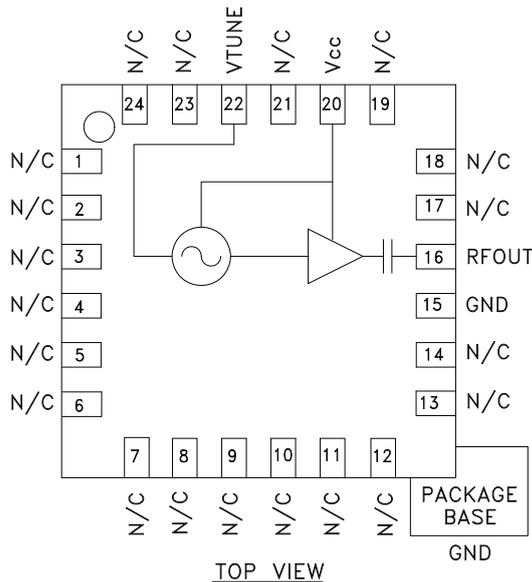 N/C N/C VTUNE N/C Vcc N/C
24 23 22 21 20 19
N/C 1
N/C 2
N/C 3
N/C 4
N/C 5
N/C 6
18 N/C
17 N/C
16 RFOUT
15 GND
14 N/C
13 N/C
7 8 9 10 11 12
N/C N/C N/C N/C N/C N/C
PACKAGE
BASE
GND
TOP VIEW